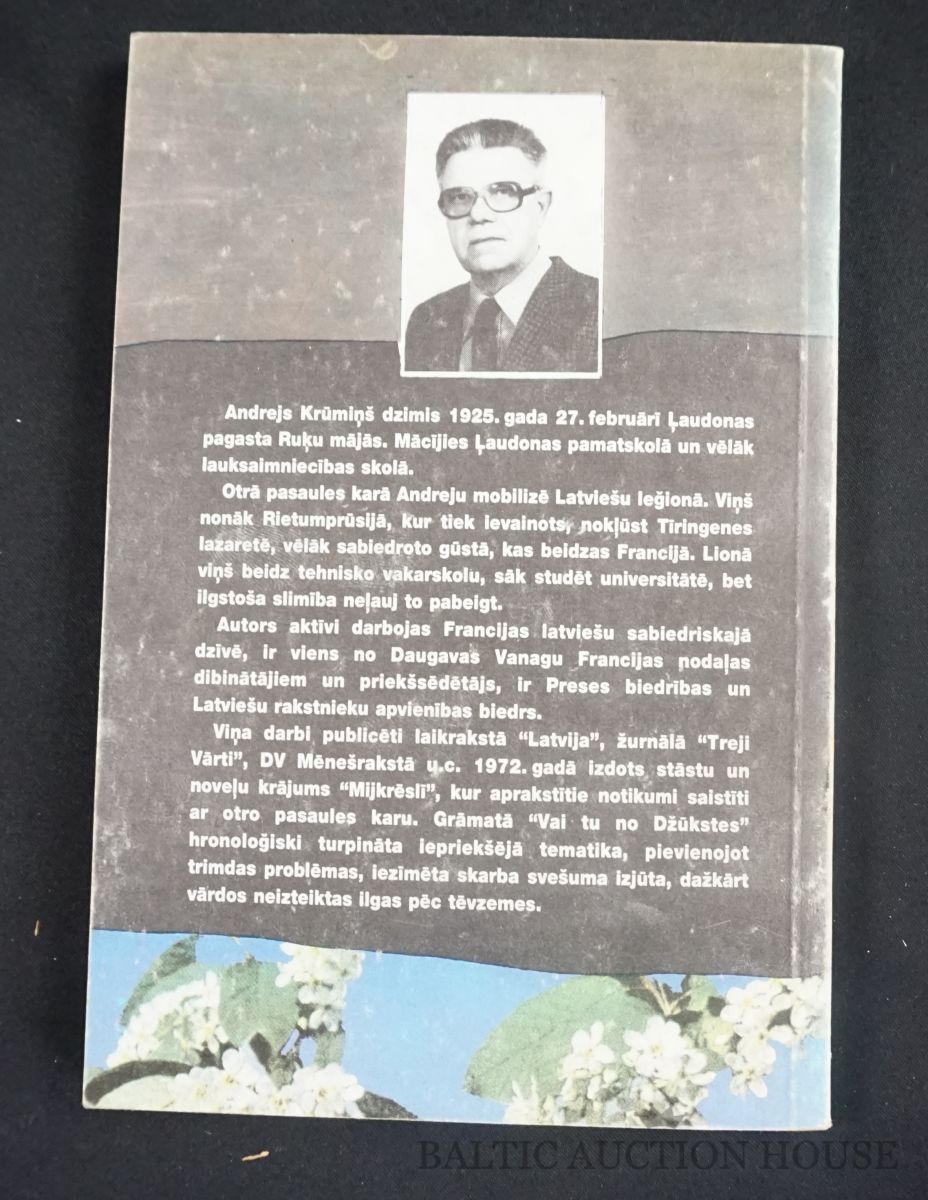 Andrejs Krūmiņš dzimis 1925. gada 27. februārī Ļaudonas
pagasta Ruķu mājās. Mācījies Ļaudonas pamatskolā un vēlāk
lauksaimniecības skolā.
Otrā pasaules karā Andreju mobilizē Latviešu leģionā. Viņš
nonāk Rietumprūsijā, kur tiek ievainots, nokļūst Tīringenes
lazaretē, vēlāk sabiedroto gūstā, kas beidzas Francijā. Lionā
viņš beidz tehnisko vakarskolu, sāk studēt universitātē, bet
ilgstoša slimība neļauj to pabeigt.
Autors aktīvi darbojas Francijas latviešu sabiedriskajā
dzīvē, ir viens no Daugavas Vanagu Francijas nodaļas
dibinātājiem un priekšsēdētājs, ir Preses biedrības un
Latviešu rakstnieku apvienības biedrs.
Viņa darbi publicēti laikrakstā “Latvija”, žurnālā “Treji
Vārti”, DV Mēnešrakstā u.c. 1972. gadā izdots stāstu un
noveļu krājums “Mijkrēslī”, kur aprakstītie notikumi saistīti
ar otro pasaules karu. Grāmatā “Vai tu no Džūkstes”
hronoloģiski turpināta iepriekšējā tematika, pievienojot
trimdas problēmas, iezīmēta skarba svešuma izjūta, dažkārt
vārdos neizteiktas ilgas pēc tēvzemes.
BALTIC AUCTION HOUSE